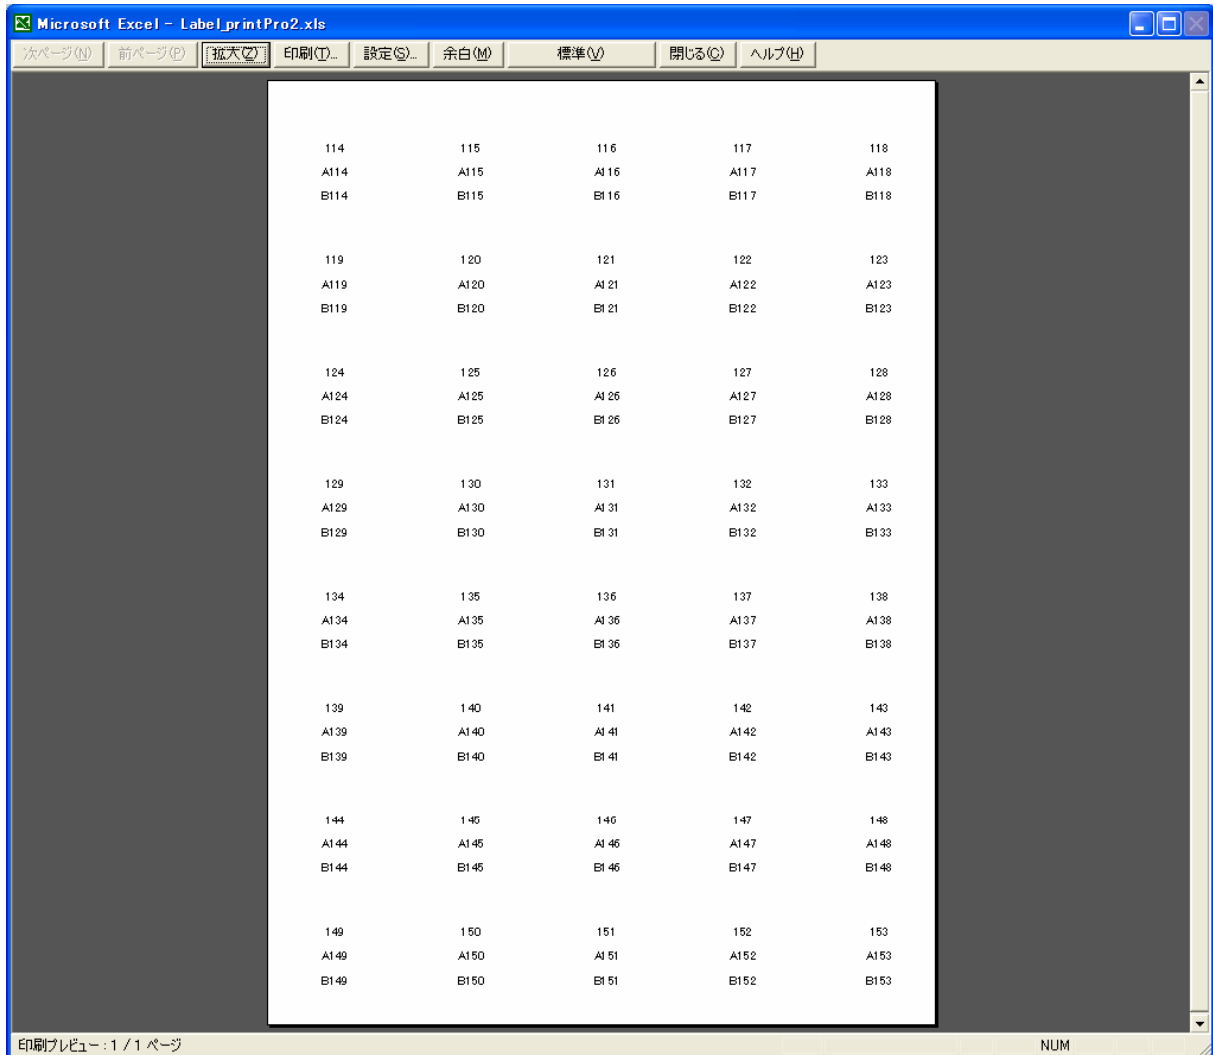 Microsoft Excel - Label_printPro2.xls
次ページ(N) 前ページ(P) 拡大(Z) 印刷(T)... 設定(S)... 余白(M) 標準(V) 閉じる(C) ヘルプ(H)
114 115 116 117 118
A114 A115 A116 A117 A118
B114 B115 B116 B117 B118
119 120 121 122 123
A119 A120 A121 A122 A123
B119 B120 B121 B122 B123
124 125 126 127 128
A124 A125 A126 A127 A128
B124 B125 B126 B127 B128
129 130 131 132 133
A129 A130 A131 A132 A133
B129 B130 B131 B132 B133
134 135 136 137 138
A134 A135 A136 A137 A138
B134 B135 B136 B137 B138
139 140 141 142 143
A139 A140 A141 A142 A143
B139 B140 B141 B142 B143
144 145 146 147 148
A144 A145 A146 A147 A148
B144 B145 B146 B147 B148
149 150 151 152 153
A149 A150 A151 A152 A153
B149 B150 B151 B152 B153
印刷プレビュー : 1 / 1 ページ NUM